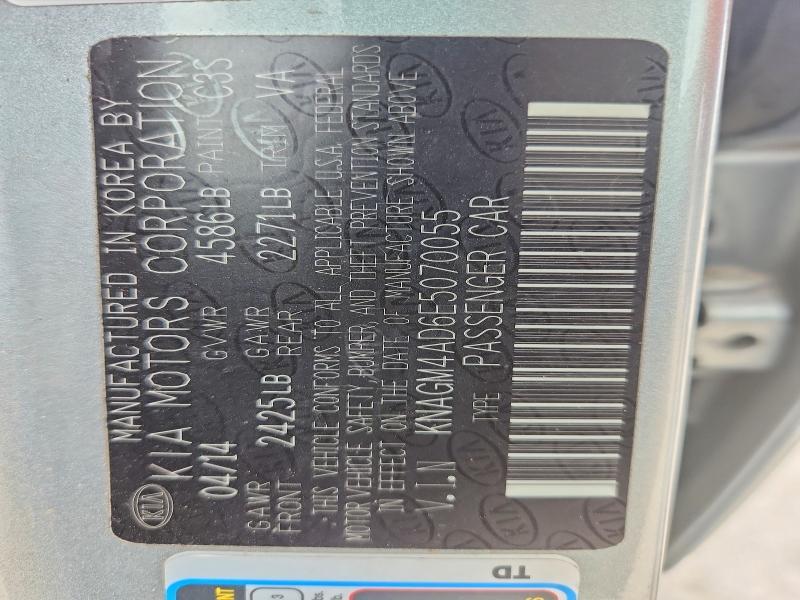 MANUFACTURED IN KOREA BY
KIA KIA MOTORS CORPORATION
04/14 GVWR 4586LB PAINT C3S
GAWR FRONT 2425LB GAWR REAR 2271LB TRIM VA
THIS VEHICLE CONFORMS TO ALL APPLICABLE U.S.A. FEDERAL
MOTOR VEHICLE SAFETY, BUMPER, AND THEFT PREVENTION STANDARDS
IN EFFECT ON THE DATE OF MANUFACTURE SHOWN ABOVE.
V.I.N KNAGM4AD6E5070055
TYPE PASSENGER CAR
TD